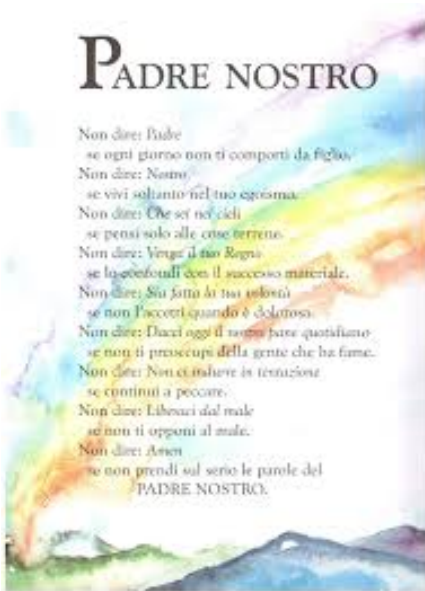 PADRE NOSTRO
Non dire: Padre
se ogni giorno non ti comporti da figlio.
Non dire: Nostro
se vivi soltanto nel tuo egoismo.
Non dire: Che sei nei cieli
se pensi solo alle cose terrene.
Non dire: Venga il tuo Regno
se lo confondi con il successo materiale.
Non dire: Sia fatta la tua volontà
se non l'accetti quando è dolorosa.
Non dire: Dacci oggi il nostro pane quotidiano
se non ti preoccupi della gente che ha fame.
Non dire: Non ci indurre in tentazione
se continui a peccare.
Non dire: Liberaci dal male
se non ti opponi al male.
Non dire: Amen
se non prendi sul serio le parole del
PADRE NOSTRO.